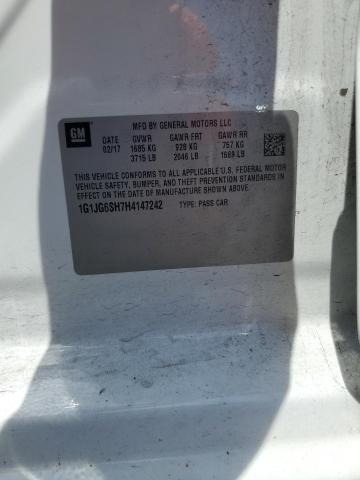 GM
MFD BY GENERAL MOTORS LLC
DATE GVWR GAWR FRT GAWR RR
02/17 1685 KG 928 KG 757 KG
3715 LB 2046 LB 1669 LB
THIS VEHICLE CONFORMS TO ALL APPLICABLE U.S. FEDERAL MOTOR
VEHICLE SAFETY, BUMPER, AND THEFT PREVENTION STANDARDS IN
EFFECT ON THE DATE OF MANUFACTURE SHOWN ABOVE.
1G1JG6SH7H4147242 TYPE: PASS CAR